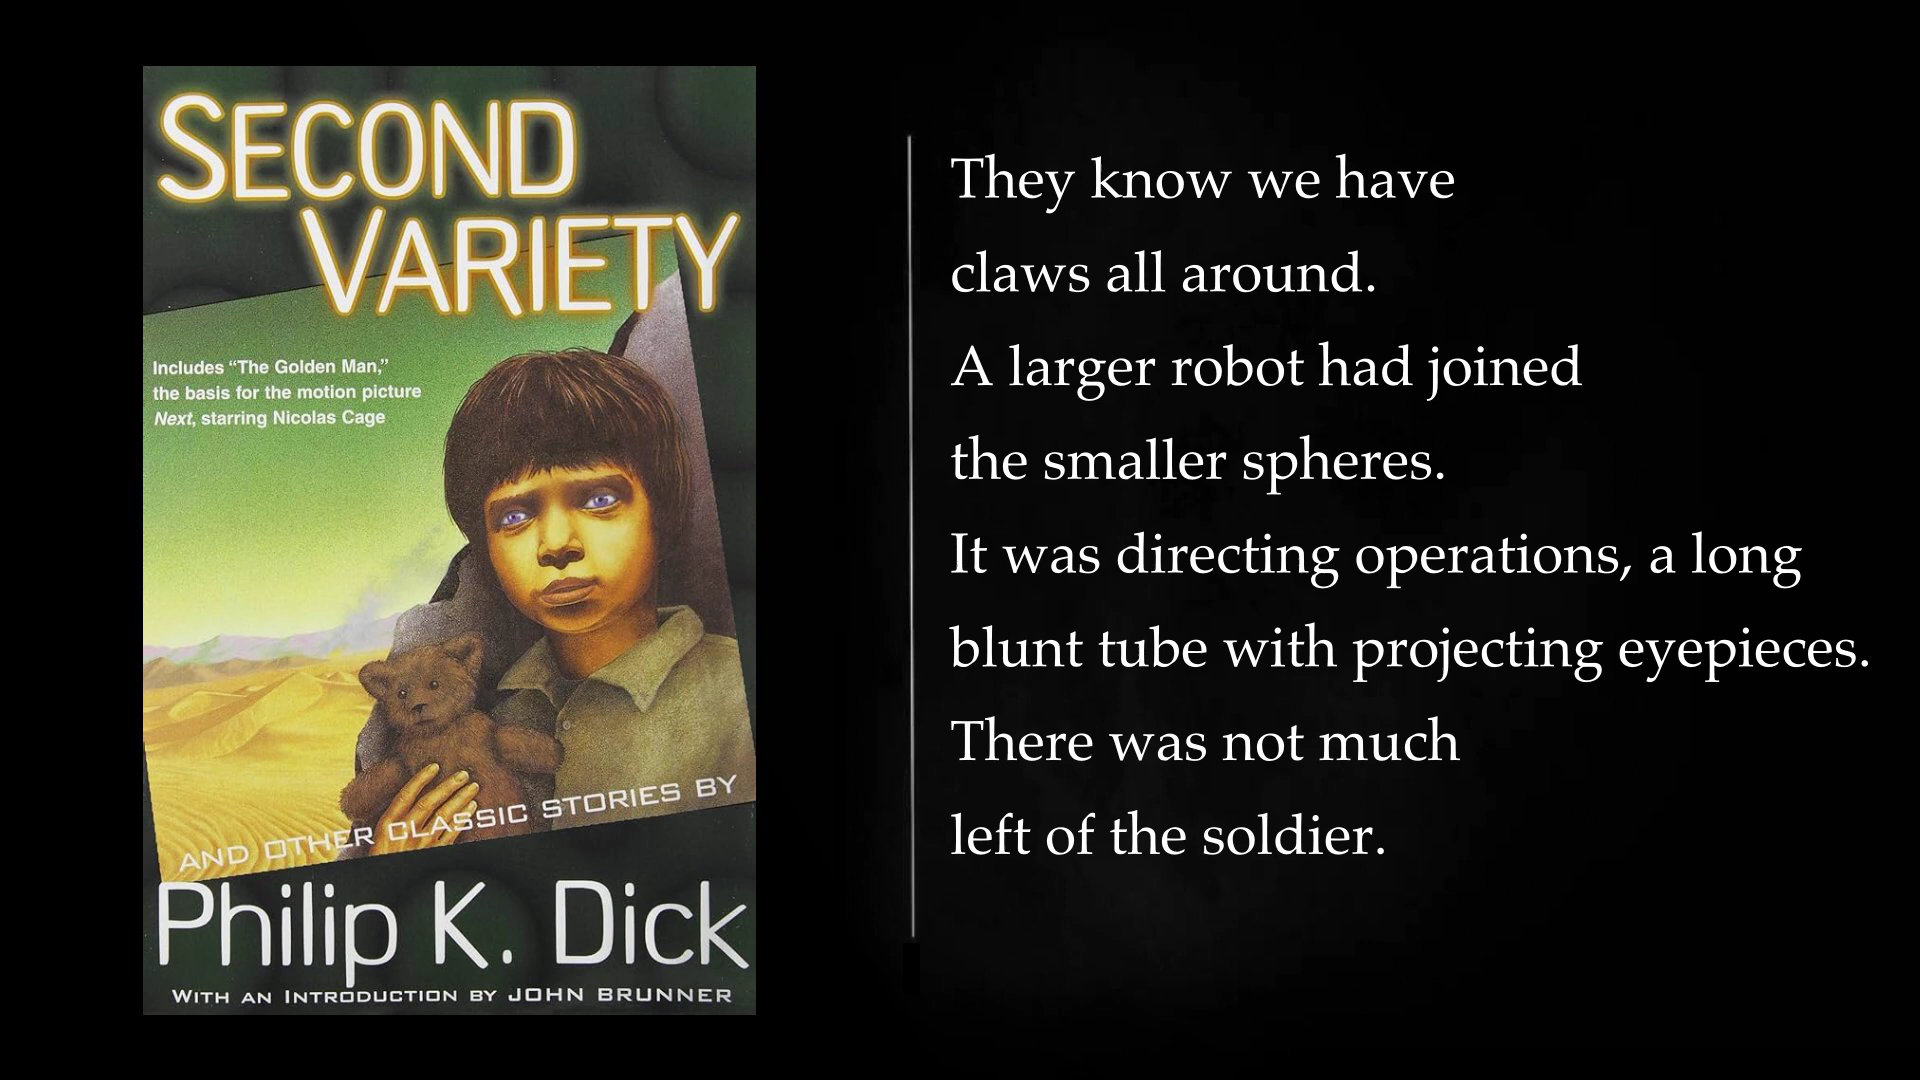 SECOND
VARIETY
Includes “The Golden Man,”
the basis for the motion picture
Next, starring Nicolas Cage
AND OTHER CLASSIC STORIES BY
Philip K. Dick
WITH AN INTRODUCTION BY JOHN BRUNNER
They know we have
claws all around.
A larger robot had joined
the smaller spheres.
It was directing operations, a long
blunt tube with projecting eyepieces.
There was not much
left of the soldier.